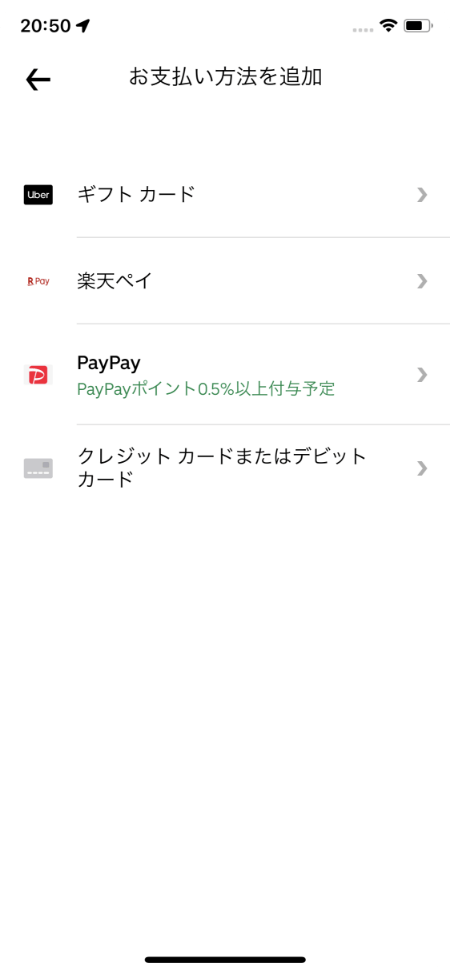 20:50
お支払い方法を追加
Uber
ギフト カード
R Pay
楽天ペイ
PayPay
PayPayポイント0.5%以上付与予定
クレジット カードまたはデビット
カード